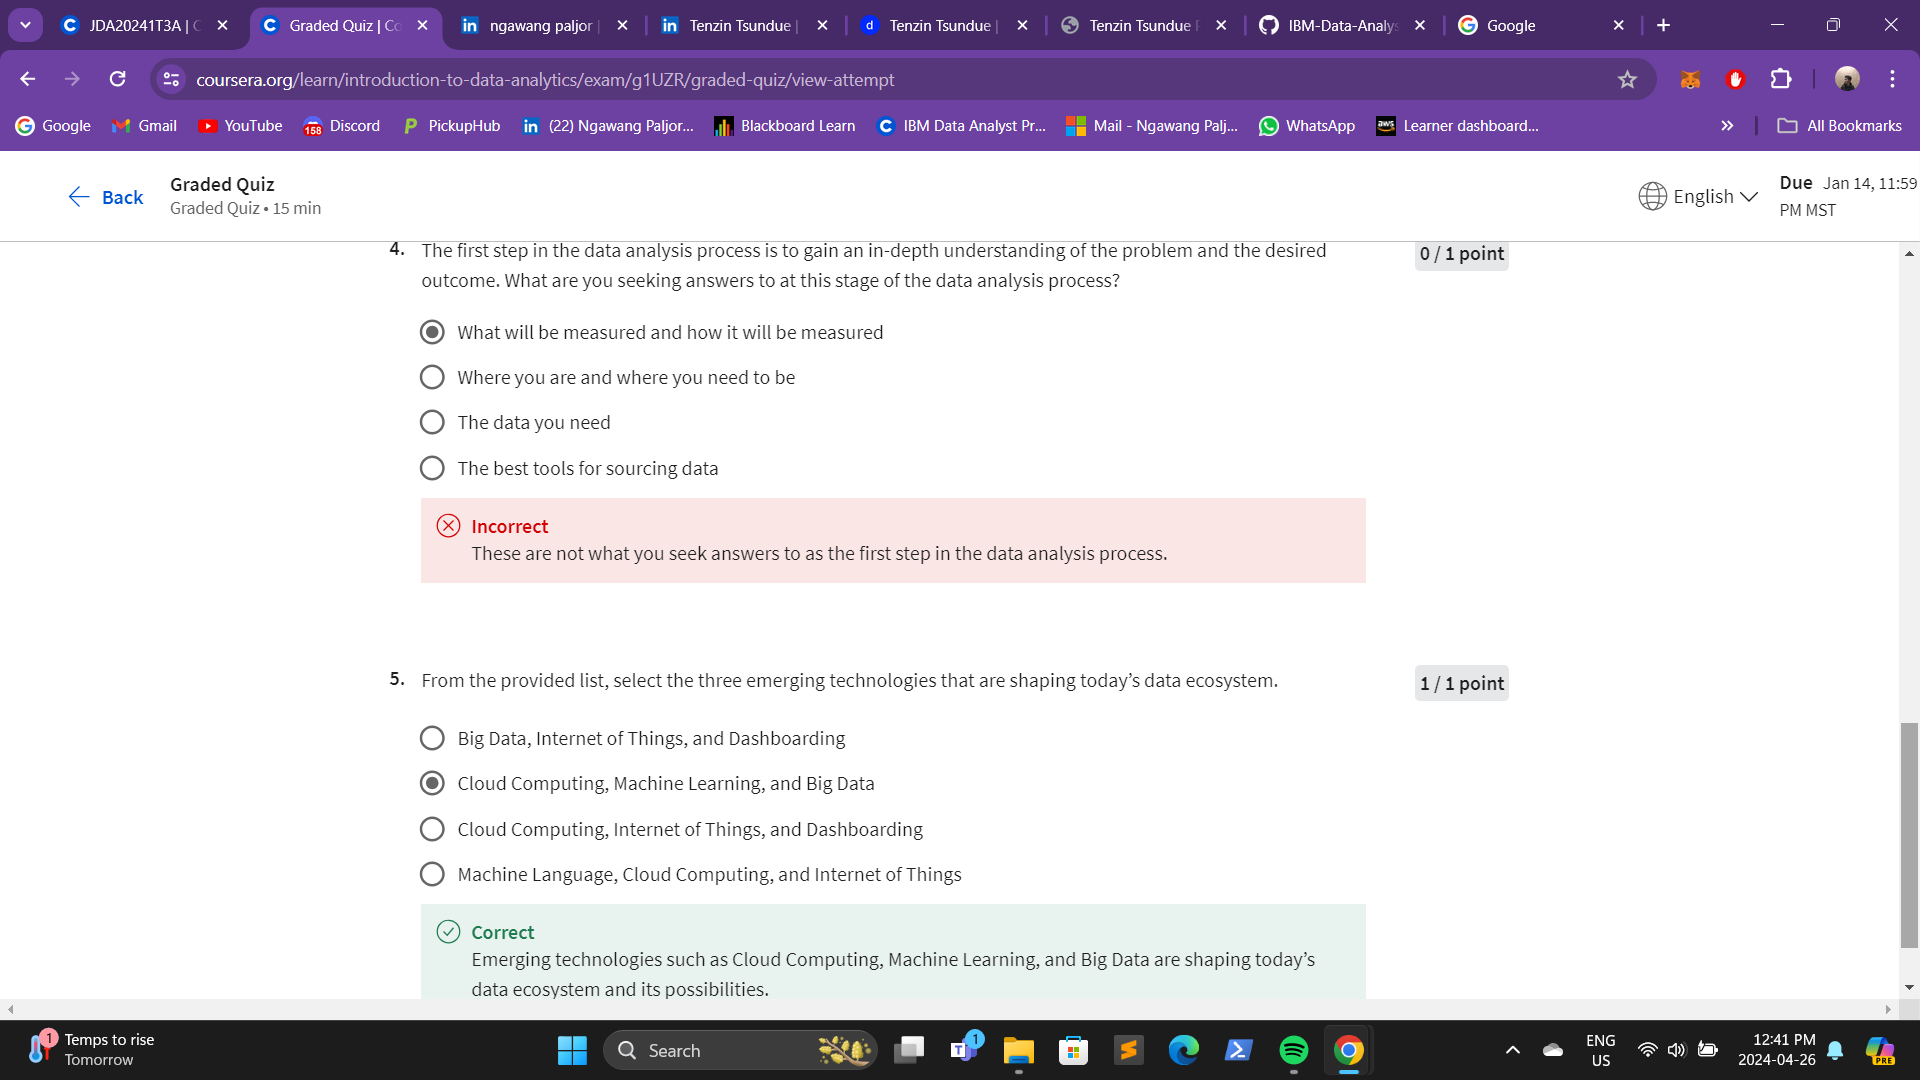 JDA20241T3A | C
Graded Quiz | Co
ngawang paljor |
Tenzin Tsundue |
Tenzin Tsundue |
Tenzin Tsundue F
IBM-Data-Analys
Google
coursera.org/learn/introduction-to-data-analytics/exam/g1UZR/graded-quiz/view-attempt
Google
Gmail
YouTube
158
Discord
PickupHub
(22) Ngawang Paljor...
Blackboard Learn
IBM Data Analyst Pr...
Mail - Ngawang Palj...
WhatsApp
aws
Learner dashboard...
All Bookmarks
Back
Graded Quiz
Graded Quiz • 15 min
English
Due Jan 14, 11:59
PM MST
4. The first step in the data analysis process is to gain an in-depth understanding of the problem and the desired
outcome. What are you seeking answers to at this stage of the data analysis process?
0 / 1 point
What will be measured and how it will be measured
Where you are and where you need to be
The data you need
The best tools for sourcing data
Incorrect
These are not what you seek answers to as the first step in the data analysis process.
5. From the provided list, select the three emerging technologies that are shaping today’s data ecosystem.
1 / 1 point
Big Data, Internet of Things, and Dashboarding
Cloud Computing, Machine Learning, and Big Data
Cloud Computing, Internet of Things, and Dashboarding
Machine Language, Cloud Computing, and Internet of Things
Correct
Emerging technologies such as Cloud Computing, Machine Learning, and Big Data are shaping today’s
data ecosystem and its possibilities.
1
Temps to rise
Tomorrow
Search
1
ENG
US
12:41 PM
2024-04-26
PRE